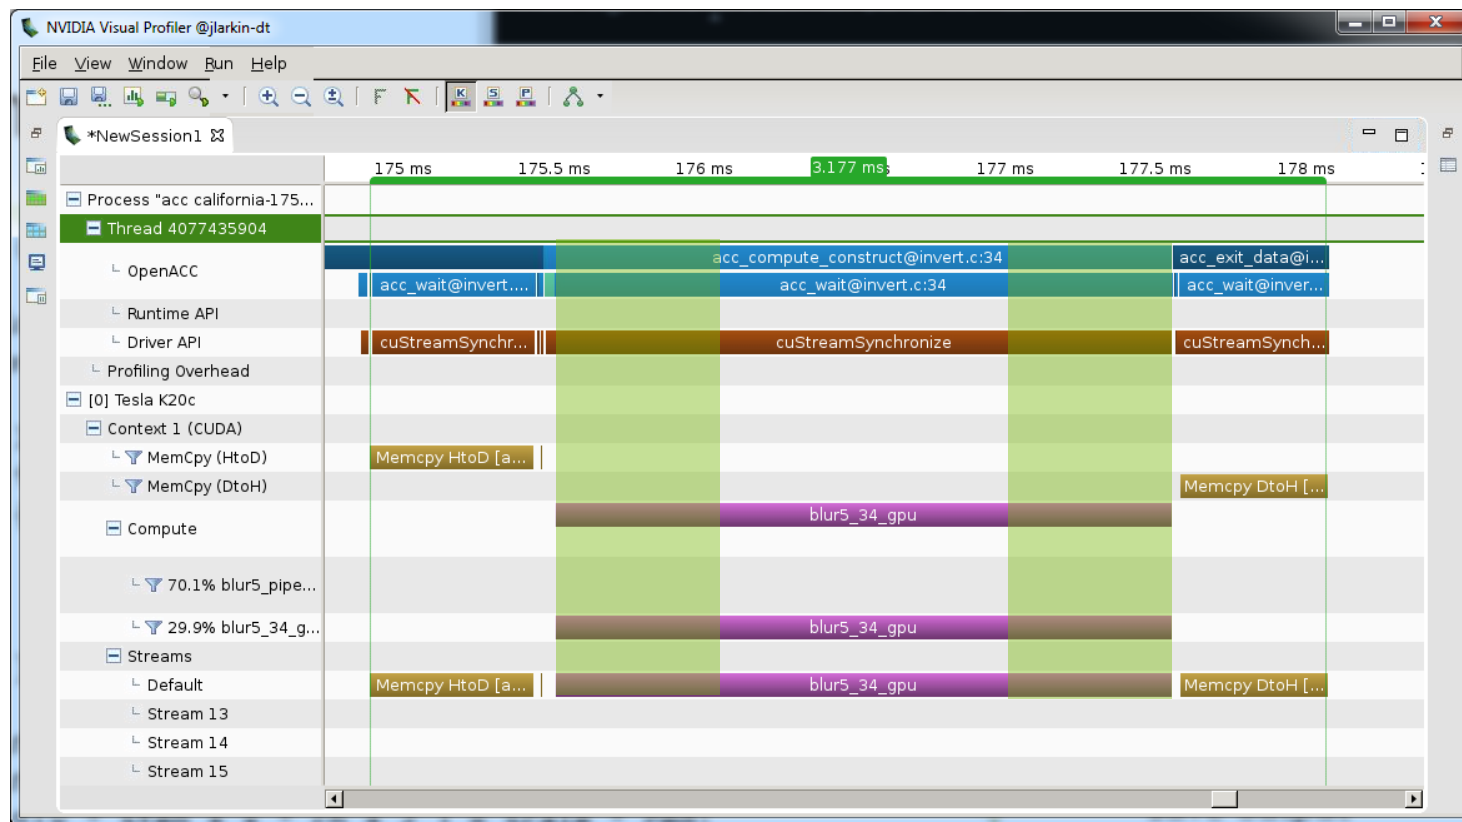 NVIDIA Visual Profiler @jlarkin-dt
File View Window Run Help
*NewSession1
175 ms 175.5 ms 176 ms 3.177 ms 177 ms 177.5 ms 178 ms
Process "acc california-175...
Thread 4077435904
OpenACC
acc_compute_construct@invert.c:34 acc_exit_data@i...
acc_wait@invert.... acc_wait@invert.c:34 acc_wait@inver...
Runtime API
Driver API cuStreamSynchr... cuStreamSynchronize cuStreamSynch...
Profiling Overhead
[0] Tesla K20c
Context 1 (CUDA)
MemCpy (HtoD) Memcpy HtoD [a...
MemCpy (DtoH) Memcpy DtoH [...
Compute blur5_34_gpu
70.1% blur5_pipe...
29.9% blur5_34_g... blur5_34_gpu
Streams
Default Memcpy HtoD [a... blur5_34_gpu Memcpy DtoH [...
Stream 13
Stream 14
Stream 15